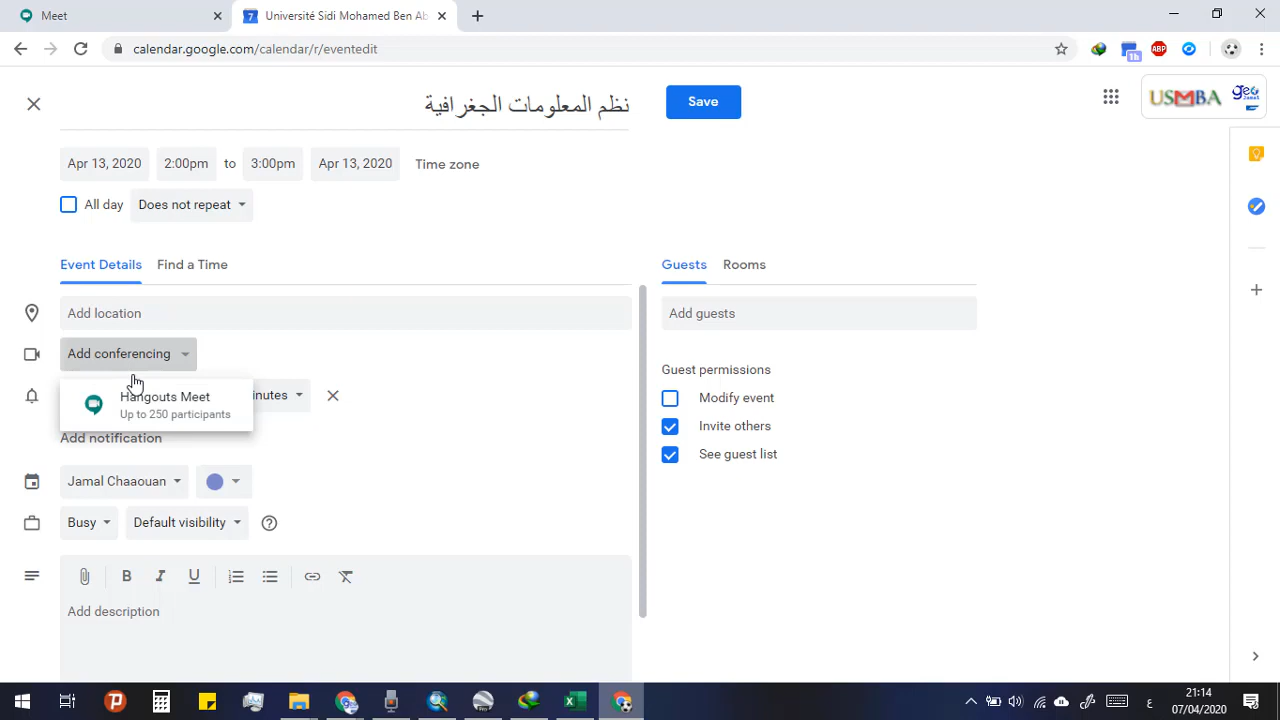 Meet
Université Sidi Mohamed Ben Ab
calendar.google.com/calendar/r/eventedit
ABP
1h
نظم المعلومات الجغرافية
Save
USMBA
geo
Jamal
Apr 13, 2020 2:00pm to 3:00pm Apr 13, 2020 Time zone
All day Does not repeat
Event Details Find a Time
Guests Rooms
Add location
Add guests
Add conferencing
Guest permissions
Hangouts Meet
Up to 250 participants
inutes
Modify event
Invite others
Add notification
See guest list
Jamal Chaaouan
Busy Default visibility
B I U
Add description
21:14
07/04/2020
ع